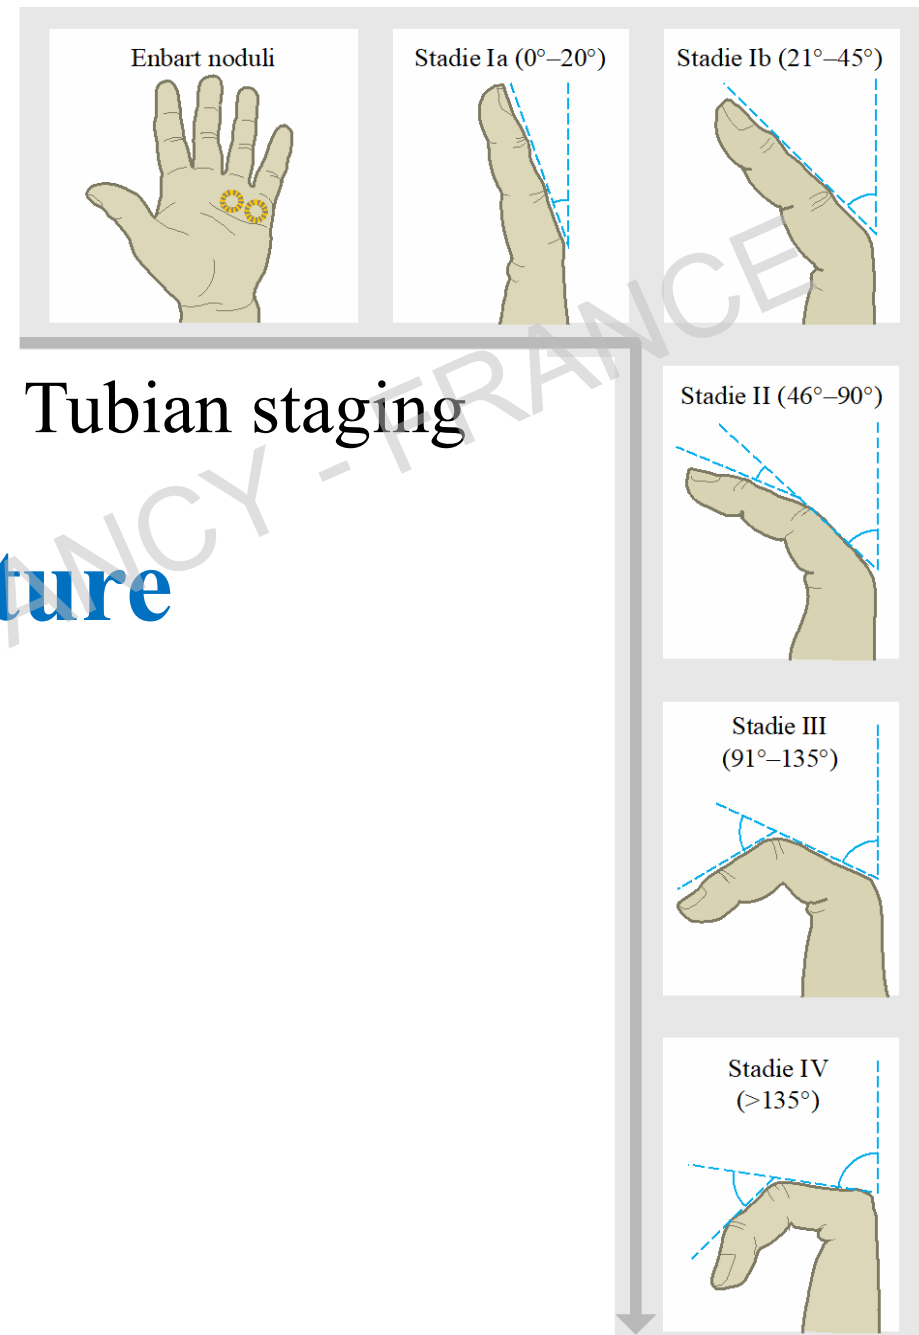 Enbart noduli
Stadie Ia (0°–20°)
Stadie Ib (21°–45°)
Tubian staging
ture
ANCY - FRANCE
Stadie II (46°–90°)
Stadie III
(91°–135°)
Stadie IV
(>135°)